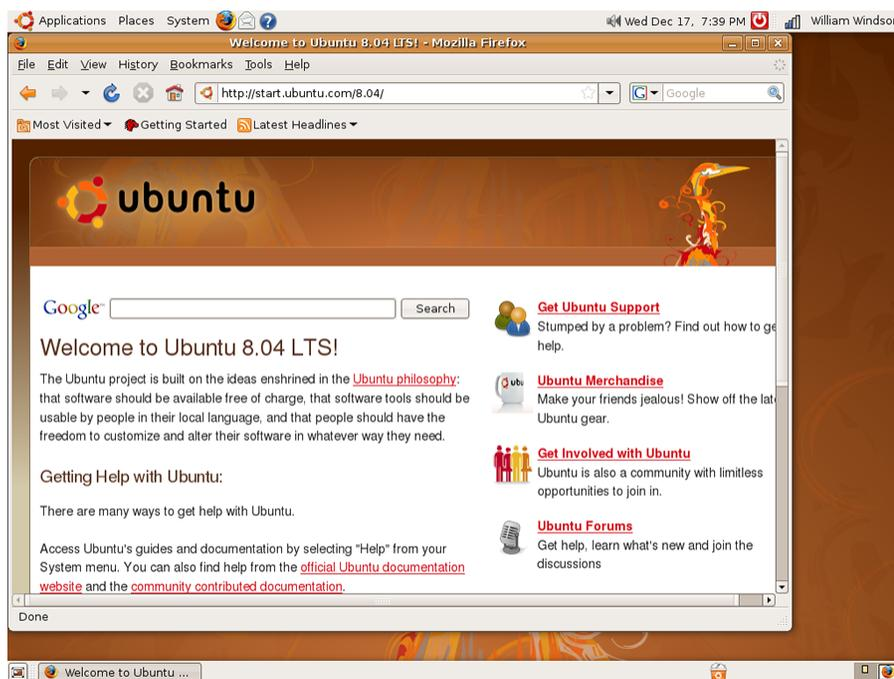 Applications Places System Wed Dec 17, 7:39 PM William Windso
Welcome to Ubuntu 8.04 LTS! - Mozilla Firefox
File Edit View History Bookmarks Tools Help
http://start.ubuntu.com/8.04/ G Google
Most Visited Getting Started Latest Headlines
ubuntu
Google™ Search
Welcome to Ubuntu 8.04 LTS!
The Ubuntu project is built on the ideas enshrined in the Ubuntu philosophy:
that software should be available free of charge, that software tools should be
usable by people in their local language, and that people should have the
freedom to customize and alter their software in whatever way they need.
Getting Help with Ubuntu:
There are many ways to get help with Ubuntu.
Access Ubuntu's guides and documentation by selecting "Help" from your
System menu. You can also find help from the official Ubuntu documentation
website and the community contributed documentation.
Get Ubuntu Support
Stumped by a problem? Find out how to ge
help.
ubu
Ubuntu Merchandise
Make your friends jealous! Show off the late
Ubuntu gear.
Get Involved with Ubuntu
Ubuntu is also a community with limitless
opportunities to join in.
Ubuntu Forums
Get help, learn what's new and join the
discussions
Done
Welcome to Ubuntu ...